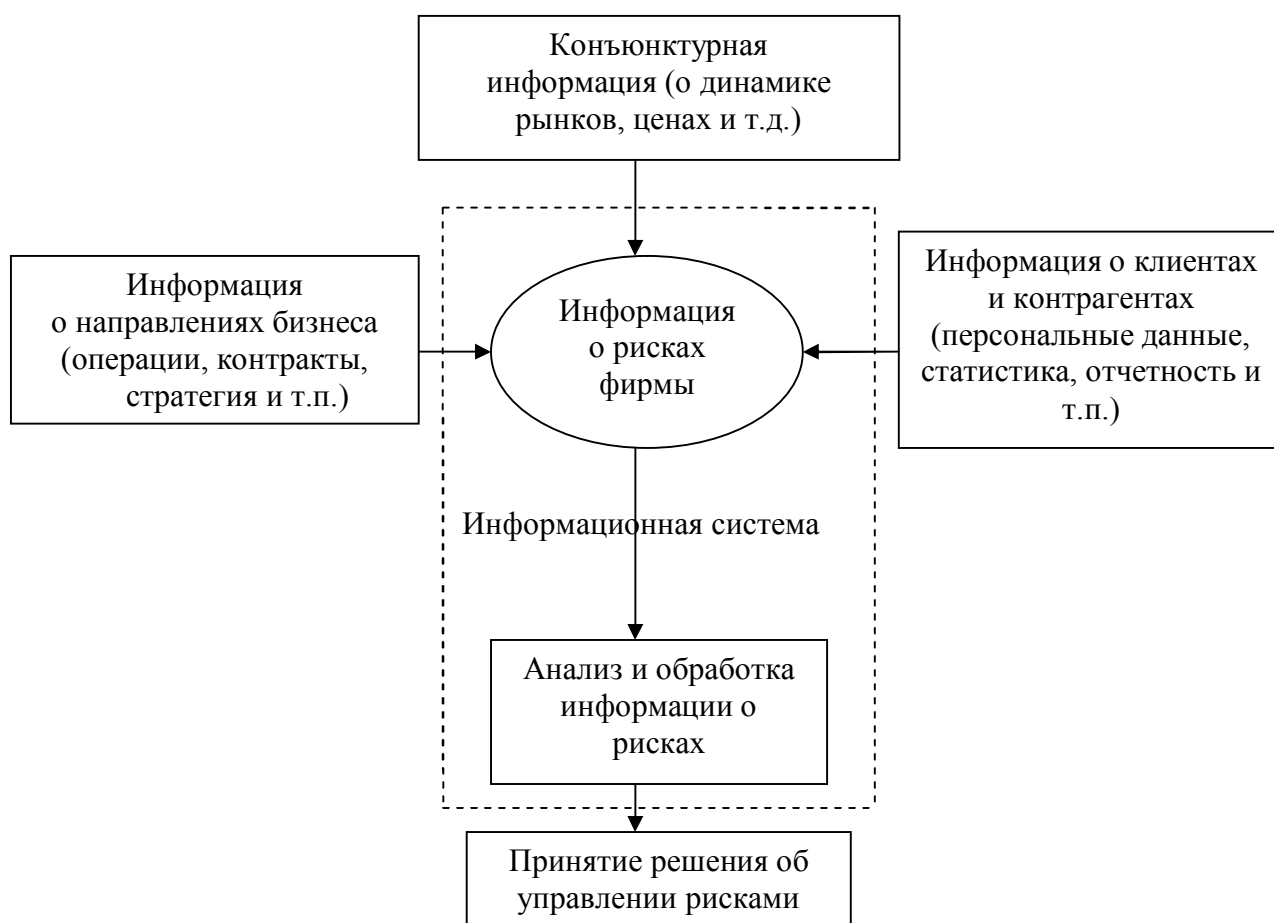 Конъюнктурная
информация (о динамике
рынков, ценах и т.д.)
Информация
о направлениях бизнеса
(операции, контракты,
стратегия и т.п.)
Информация
о рисках
фирмы
Информация о клиентах
и контрагентах
(персональные данные,
статистика, отчетность и
т.п.)
Информационная система
Анализ и обработка
информации о
рисках
Принятие решения об
управлении рисками